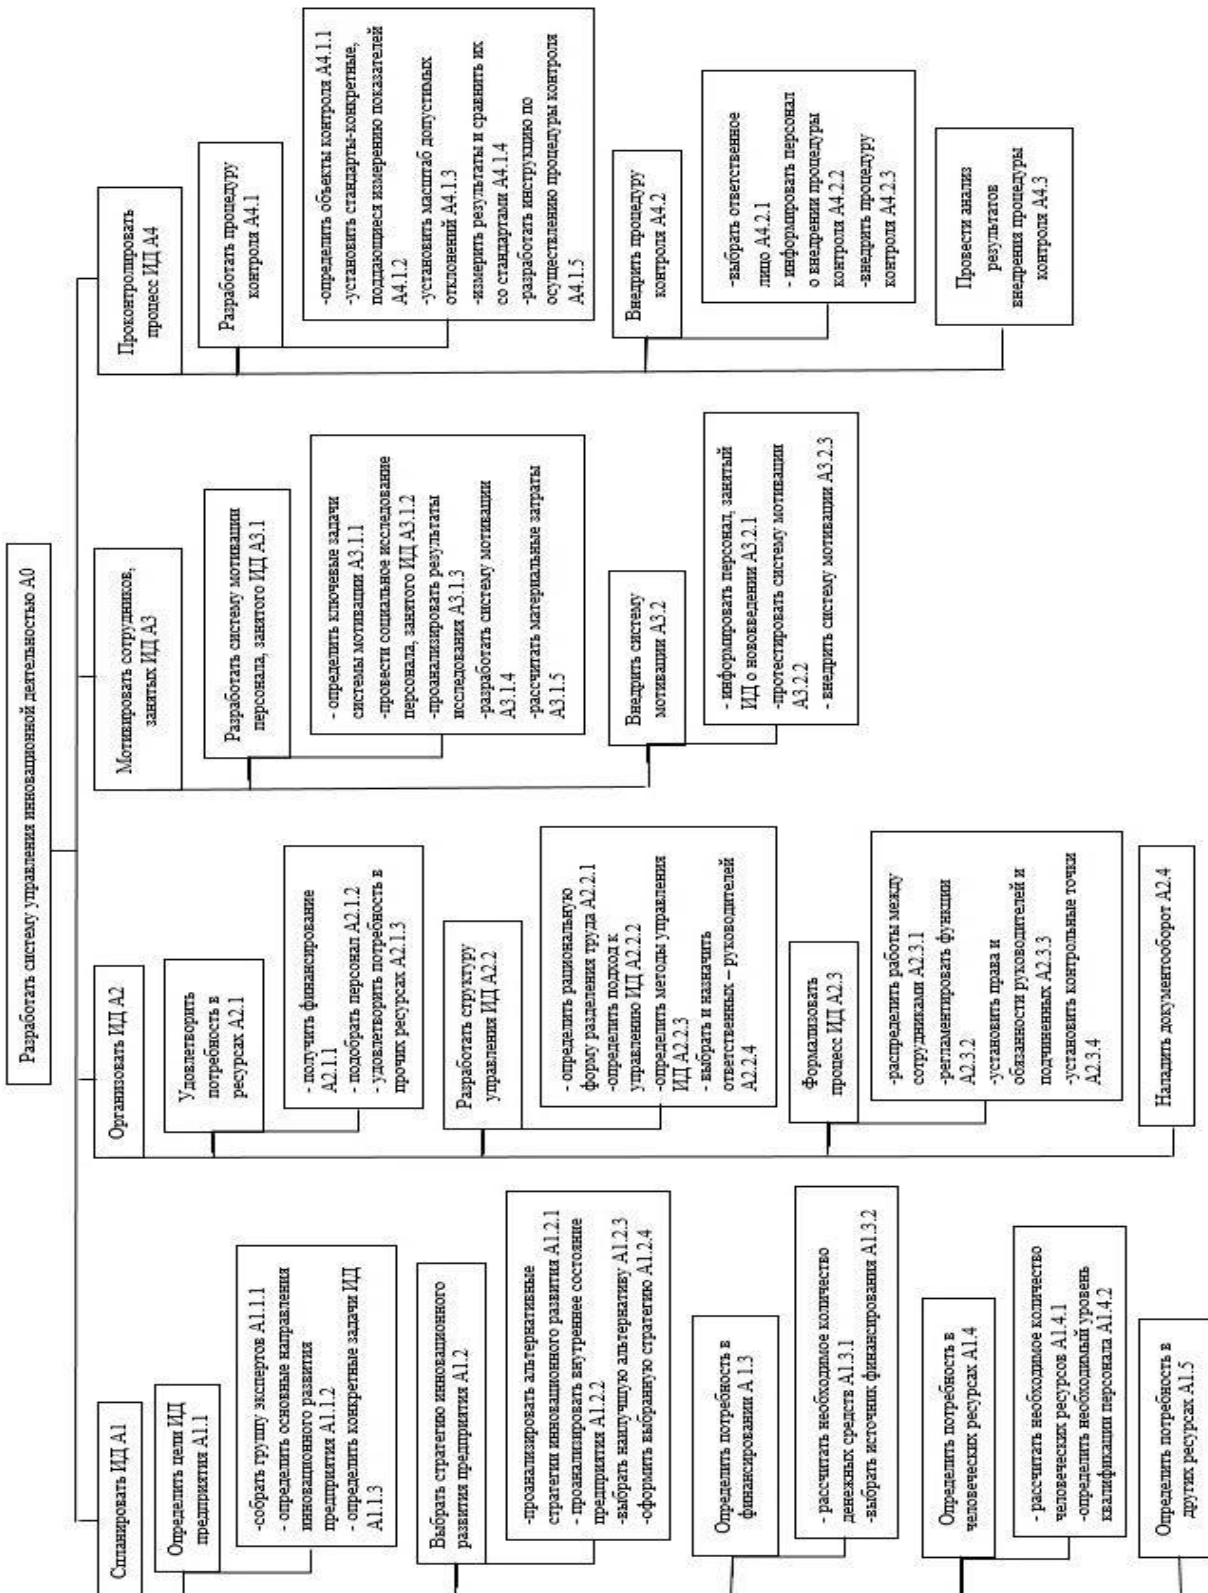 Разработать систему управления инновационной деятельностью А0
Спланировать ИД А1
Определить цели ИД
предприятия А1.1
-собрать группу экспертов А1.1.1
- определить основные направления
инновационного развития
предприятия А1.1.2
- определить конкретные задачи ИД
А1.1.3
Выбрать стратегию инновационного
развития предприятия А1.2
-проанализировать альтернативные
стратегии инновационного развития А1.2.1
- проанализировать внутреннее состояние
предприятия А1.2.2
-выбрать наилучшую альтернативу А1.2.3
-оформить выбранную стратегию А1.2.4
Определить потребность в
финансировании А 1.3
- рассчитать необходимое количество
денежных средств А1.3.1
-выбрать источник финансирования А1.3.2
Определить потребность в
человеческих ресурсах А1.4
- рассчитать необходимое количество
человеческих ресурсов А1.4.1
-определить необходимый уровень
квалификации персонала А1.4.2
Определить потребность в
других ресурсах А1.5
Организовать ИД А2
Удовлетворить
потребность в
ресурсах А2.1
- получить финансирование
А2.1.1
- подобрать персонал А2.1.2
- удовлетворить потребность в
прочих ресурсах А2.1.3
Разработать структуру
управления ИД А2.2
- определить рациональную
форму разделения труда А2.2.1
-определить подход к
управлению ИД А2.2.2
-определить методы управления
ИД А2.2.3
- выбрать и назначить
ответственных – руководителей
А2.2.4
Формализовать
процесс ИД А2.3
-распределить работы между
сотрудниками А2.3.1
-регламентировать функции
А2.3.2
-установить права и
обязанности руководителей и
подчиненных А2.3.3
-установить контрольные точки
А2.3.4
Наладить документооборот А2.4
Мотивировать сотрудников,
занятых ИД А3
Разработать систему мотивации
персонала, занятого ИД А3.1
- определить ключевые задачи
системы мотивации А3.1.1
-провести социальное исследование
персонала, занятого ИД А3.1.2
-проанализировать результаты
исследования А3.1.3
-разработать систему мотивации
А3.1.4
-рассчитать материальные затраты
А3.1.5
Внедрить систему
мотивации А3.2
- информировать персонал, занятый
ИД о нововведении А3.2.1
-протестировать систему мотивации
А3.2.2
- внедрить систему мотивации А3.2.3
Проконтролировать
процесс ИД А4
Разработать процедуру
контроля А4.1
-определить объекты контроля А4.1.1
-установить стандарты-конкретные,
поддающиеся измерению показателей
А4.1.2
-установить масштаб допустимых
отклонений А4.1.3
-измерить результаты и сравнить их
со стандартами А4.1.4
-разработать инструкцию по
осуществлению процедуры контроля
А4.1.5
Внедрить процедуру
контроля А4.2
-выбрать ответственное
лицо А4.2.1
- информировать персонал
о внедрении процедуры
контроля А4.2.2
-внедрить процедуру
контроля А4.2.3
Провести анализ
результатов
внедрения процедуры
контроля А4.3